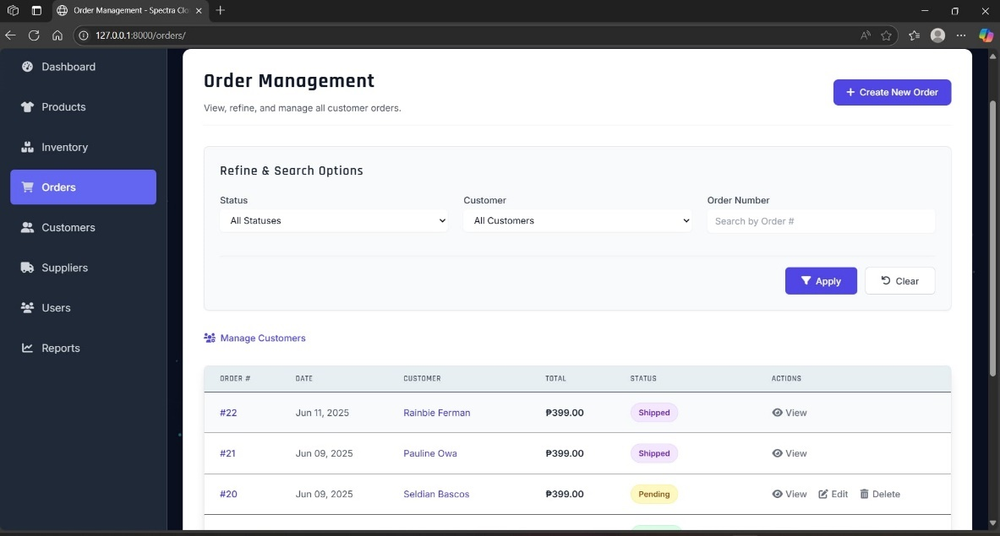 Order Management - Spectra Clo
127.0.0.1:8000/orders/
Dashboard
Products
Inventory
Orders
Customers
Suppliers
Users
Reports
Order Management
View, refine, and manage all customer orders.
+ Create New Order
Refine & Search Options
Status
Customer
Order Number
All Statuses
All Customers
Search by Order #
Apply
Clear
Manage Customers
ORDER # DATE CUSTOMER TOTAL STATUS ACTIONS
#22 Jun 11, 2025 Rainbie Ferman ₱399.00 Shipped View
#21 Jun 09, 2025 Pauline Owa ₱399.00 Shipped View
#20 Jun 09, 2025 Seldian Bascos ₱399.00 Pending View Edit Delete